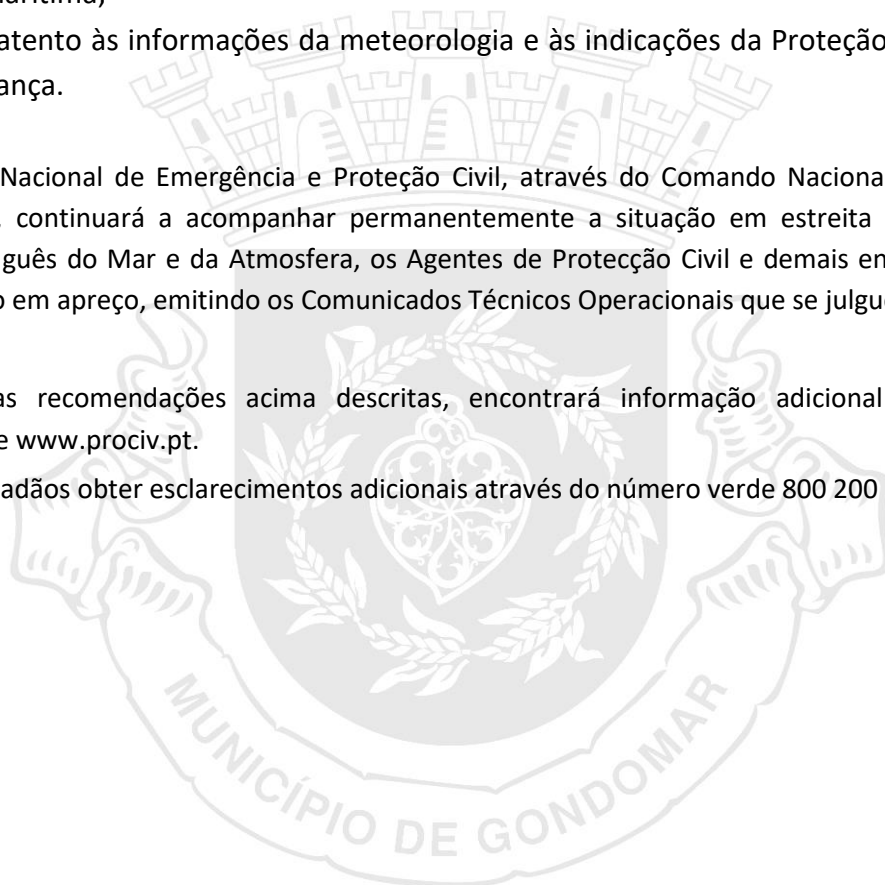 arítima;
atento às informações da meteorologia e às indicações da Proteção
ança.
Nacional de Emergência e Proteção Civil, através do Comando Naciona
, continuará a acompanhar permanentemente a situação em estreita
guês do Mar e da Atmosfera, os Agentes de Protecção Civil e demais en
o em apreço, emitindo os Comunicados Técnicos Operacionais que se julgu
as recomendações acima descritas, encontrará informação adicional
e www.prociv.pt.
adãos obter esclarecimentos adicionais através do número verde 800 200
MUNICÍPIO DE GONDOMAR